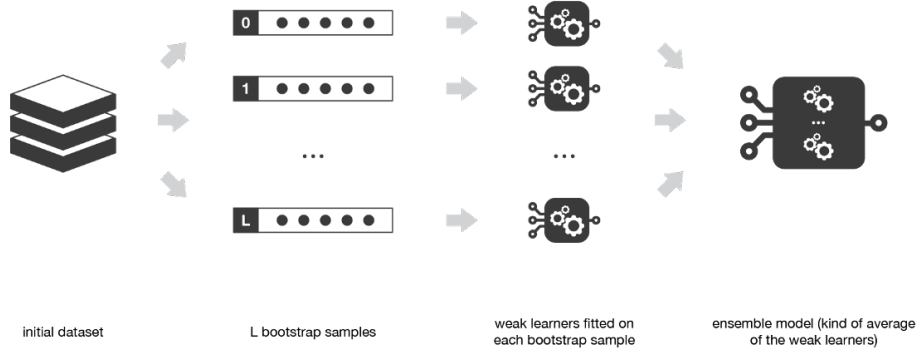 0
1
...
...
...
L
initial dataset
L bootstrap samples
weak learners fitted on
each bootstrap sample
ensemble model (kind of average
of the weak learners)